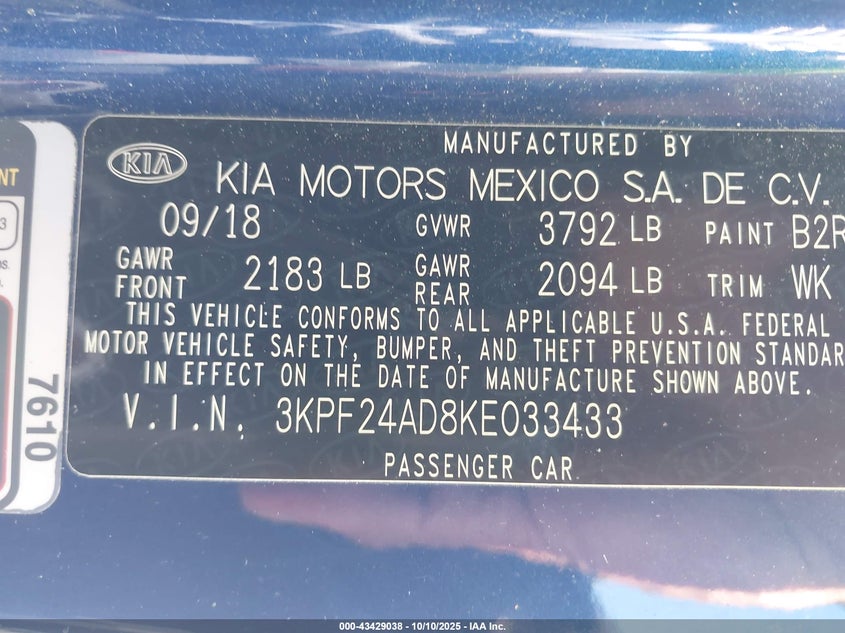 MANUFACTURED BY
KIA
KIA MOTORS MEXICO S.A. DE C.V.
09/18 GVWR 3792 LB PAINT B2R
GAWR FRONT 2183 LB GAWR REAR 2094 LB TRIM WK
THIS VEHICLE CONFORMS TO ALL APPLICABLE U.S.A. FEDERAL
MOTOR VEHICLE SAFETY, BUMPER, AND THEFT PREVENTION STANDAR
IN EFFECT ON THE DATE OF MANUFACTURE SHOWN ABOVE.
V.I.N. 3KPF24AD8KE033433
PASSENGER CAR
NT
3
7610
000-43429038 - 10/10/2025 - IAA Inc.